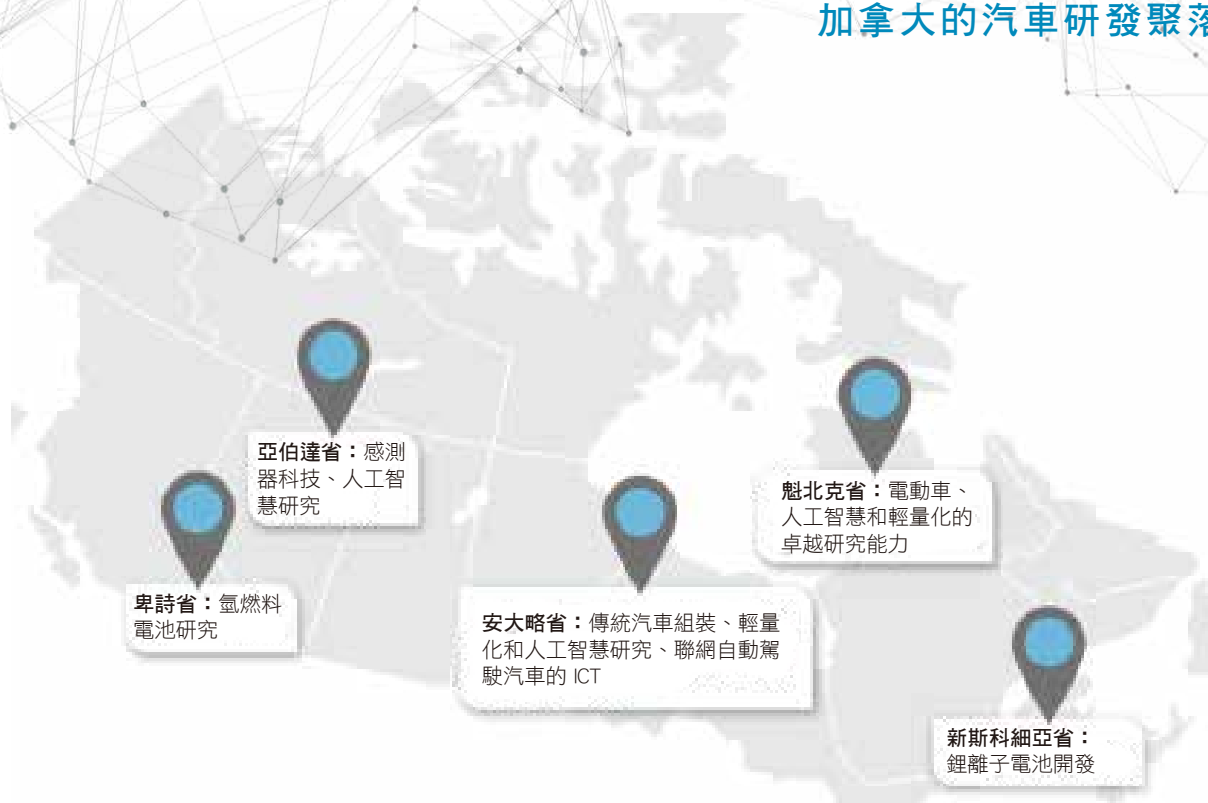 加拿大的汽車研發聚落
亞伯達省：感測
器科技、人工智
慧研究
卑詩省：氫燃料
電池研究
安大略省：傳統汽車組裝、輕量
化和人工智慧研究、聯網自動駕
駛汽車的 ICT
魁北克省：電動車、
人工智慧和輕量化的
卓越研究能力
新斯科細亞省：
鋰離子電池開發